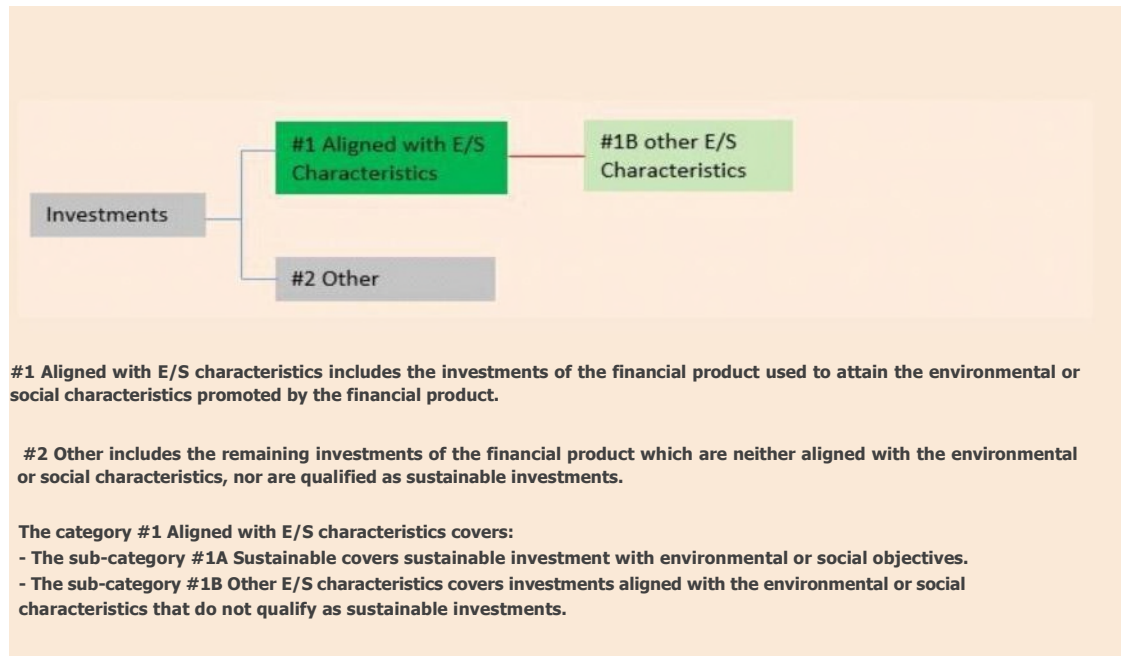 #1 Aligned with E/S
Characteristics
#1B other E/S
Characteristics
Investments
#2 Other
#1 Aligned with E/S characteristics includes the investments of the financial product used to attain the environmental or
social characteristics promoted by the financial product.
#2 Other includes the remaining investments of the financial product which are neither aligned with the environmental
or social characteristics, nor are qualified as sustainable investments.
The category #1 Aligned with E/S characteristics covers:
- The sub-category #1A Sustainable covers sustainable investment with environmental or social objectives.
- The sub-category #1B Other E/S characteristics covers investments aligned with the environmental or social
characteristics that do not qualify as sustainable investments.